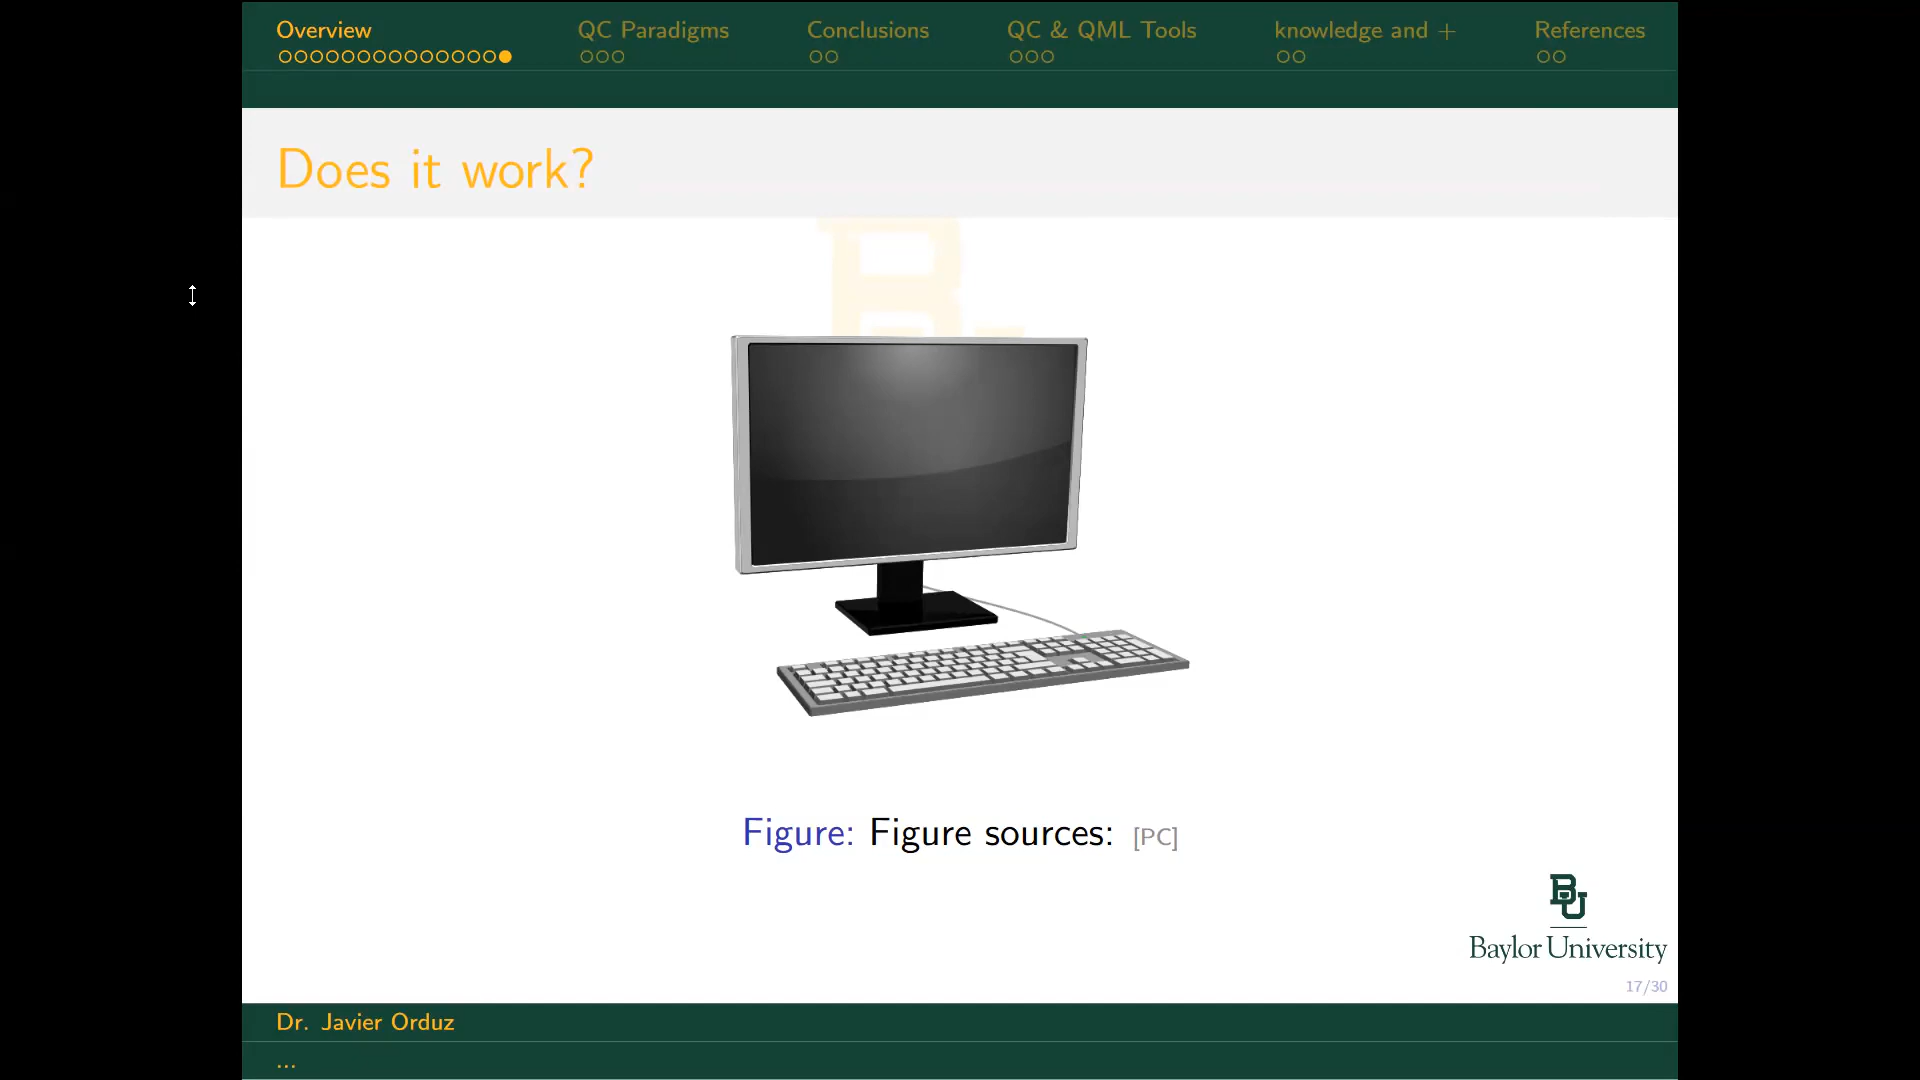 Overview QC Paradigms Conclusions QC & QML Tools knowledge and + References
Does it work?
Figure: Figure sources: [PC]
BU
Baylor University
17/30
Dr. Javier Orduz
...